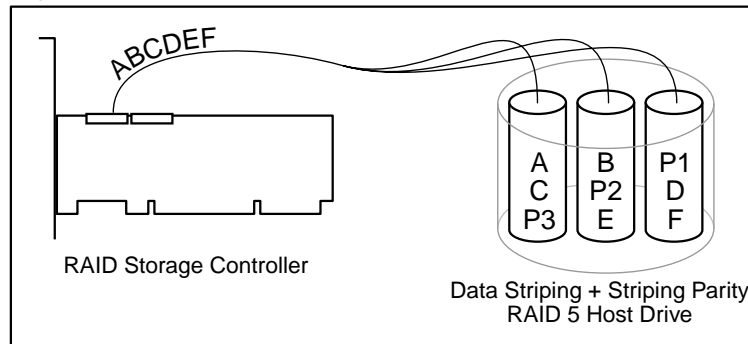 ABCDEF
A B P1
C P2 D
P3 E F
RAID Storage Controller
Data Striping + Striping Parity
RAID 5 Host Drive